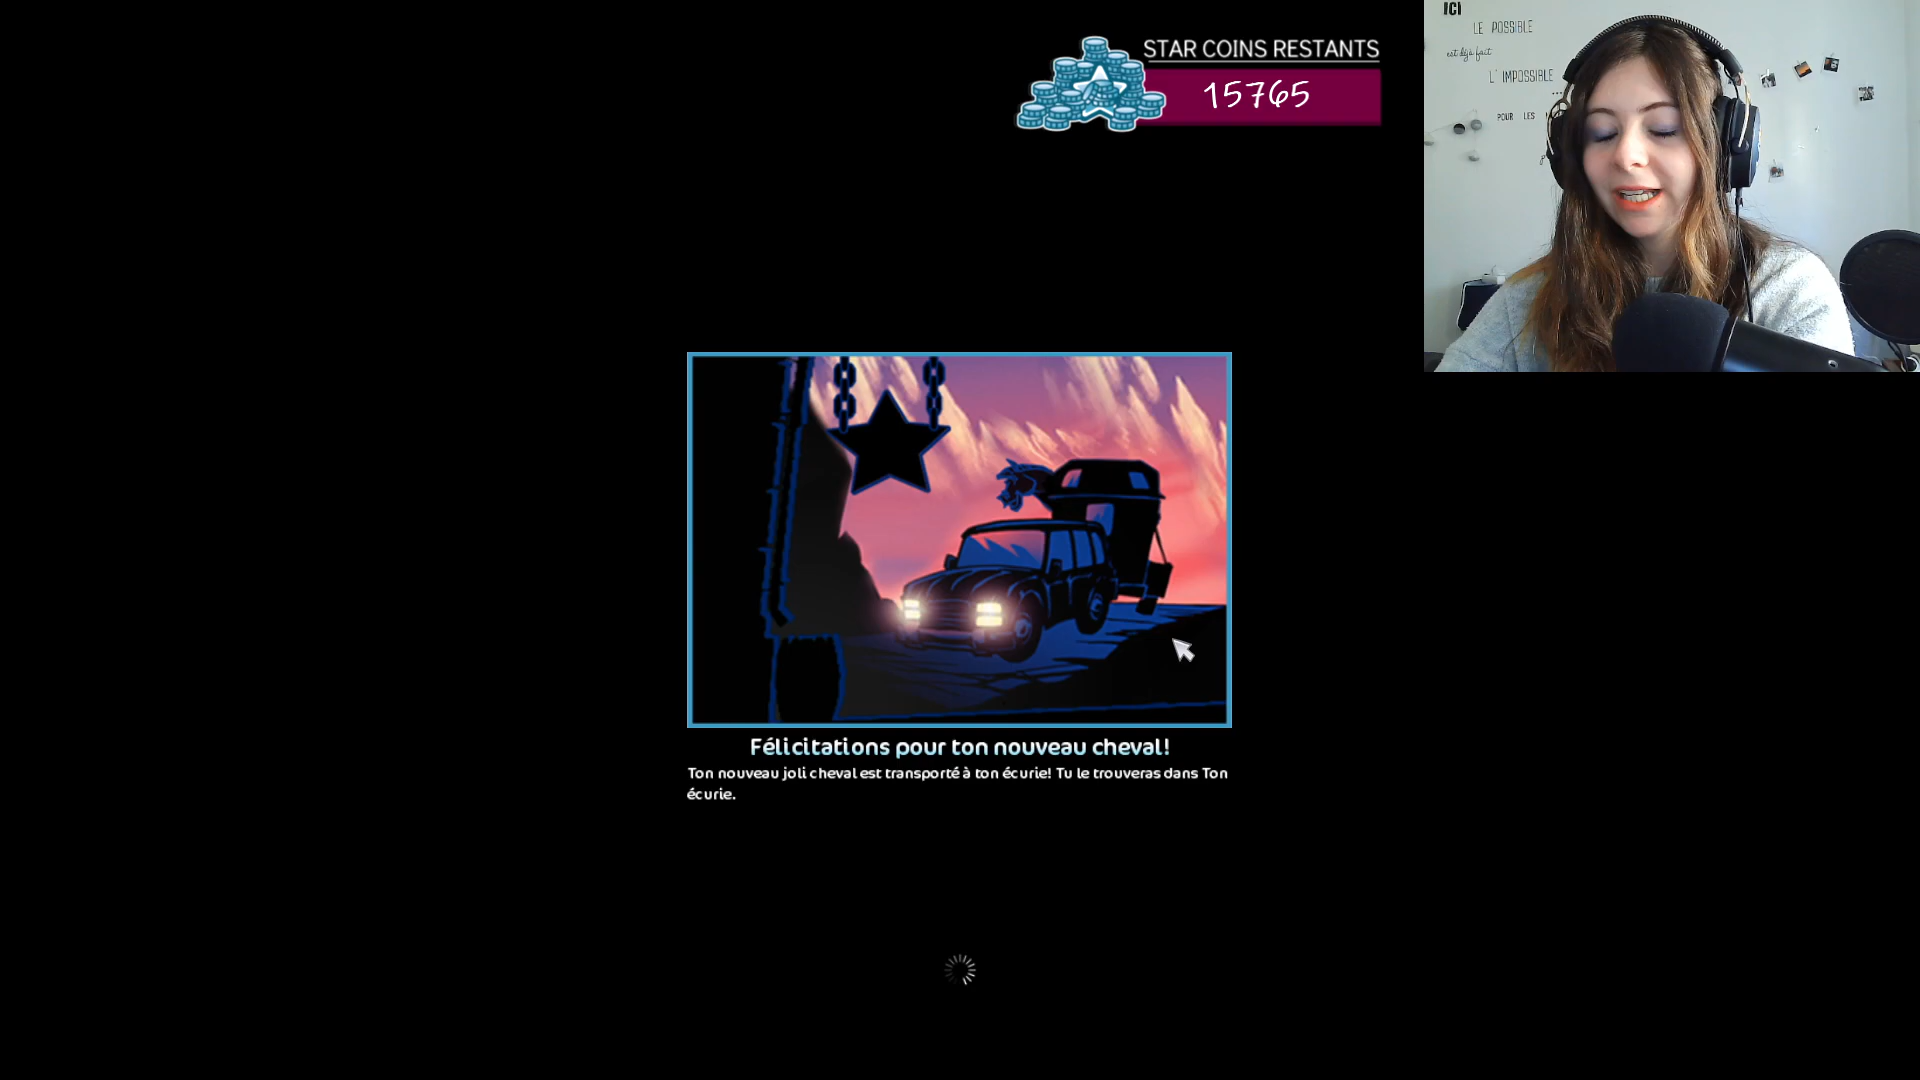 STAR COINS RESTANTS
15765
ICI
LE POSSIBLE
est déjà fait
L'IMPOSSIBLE
...
POUR LES
Félicitations pour ton nouveau cheval!
Ton nouveau joli cheval est transporté à ton écurie! Tu le trouveras dans Ton
écurie.